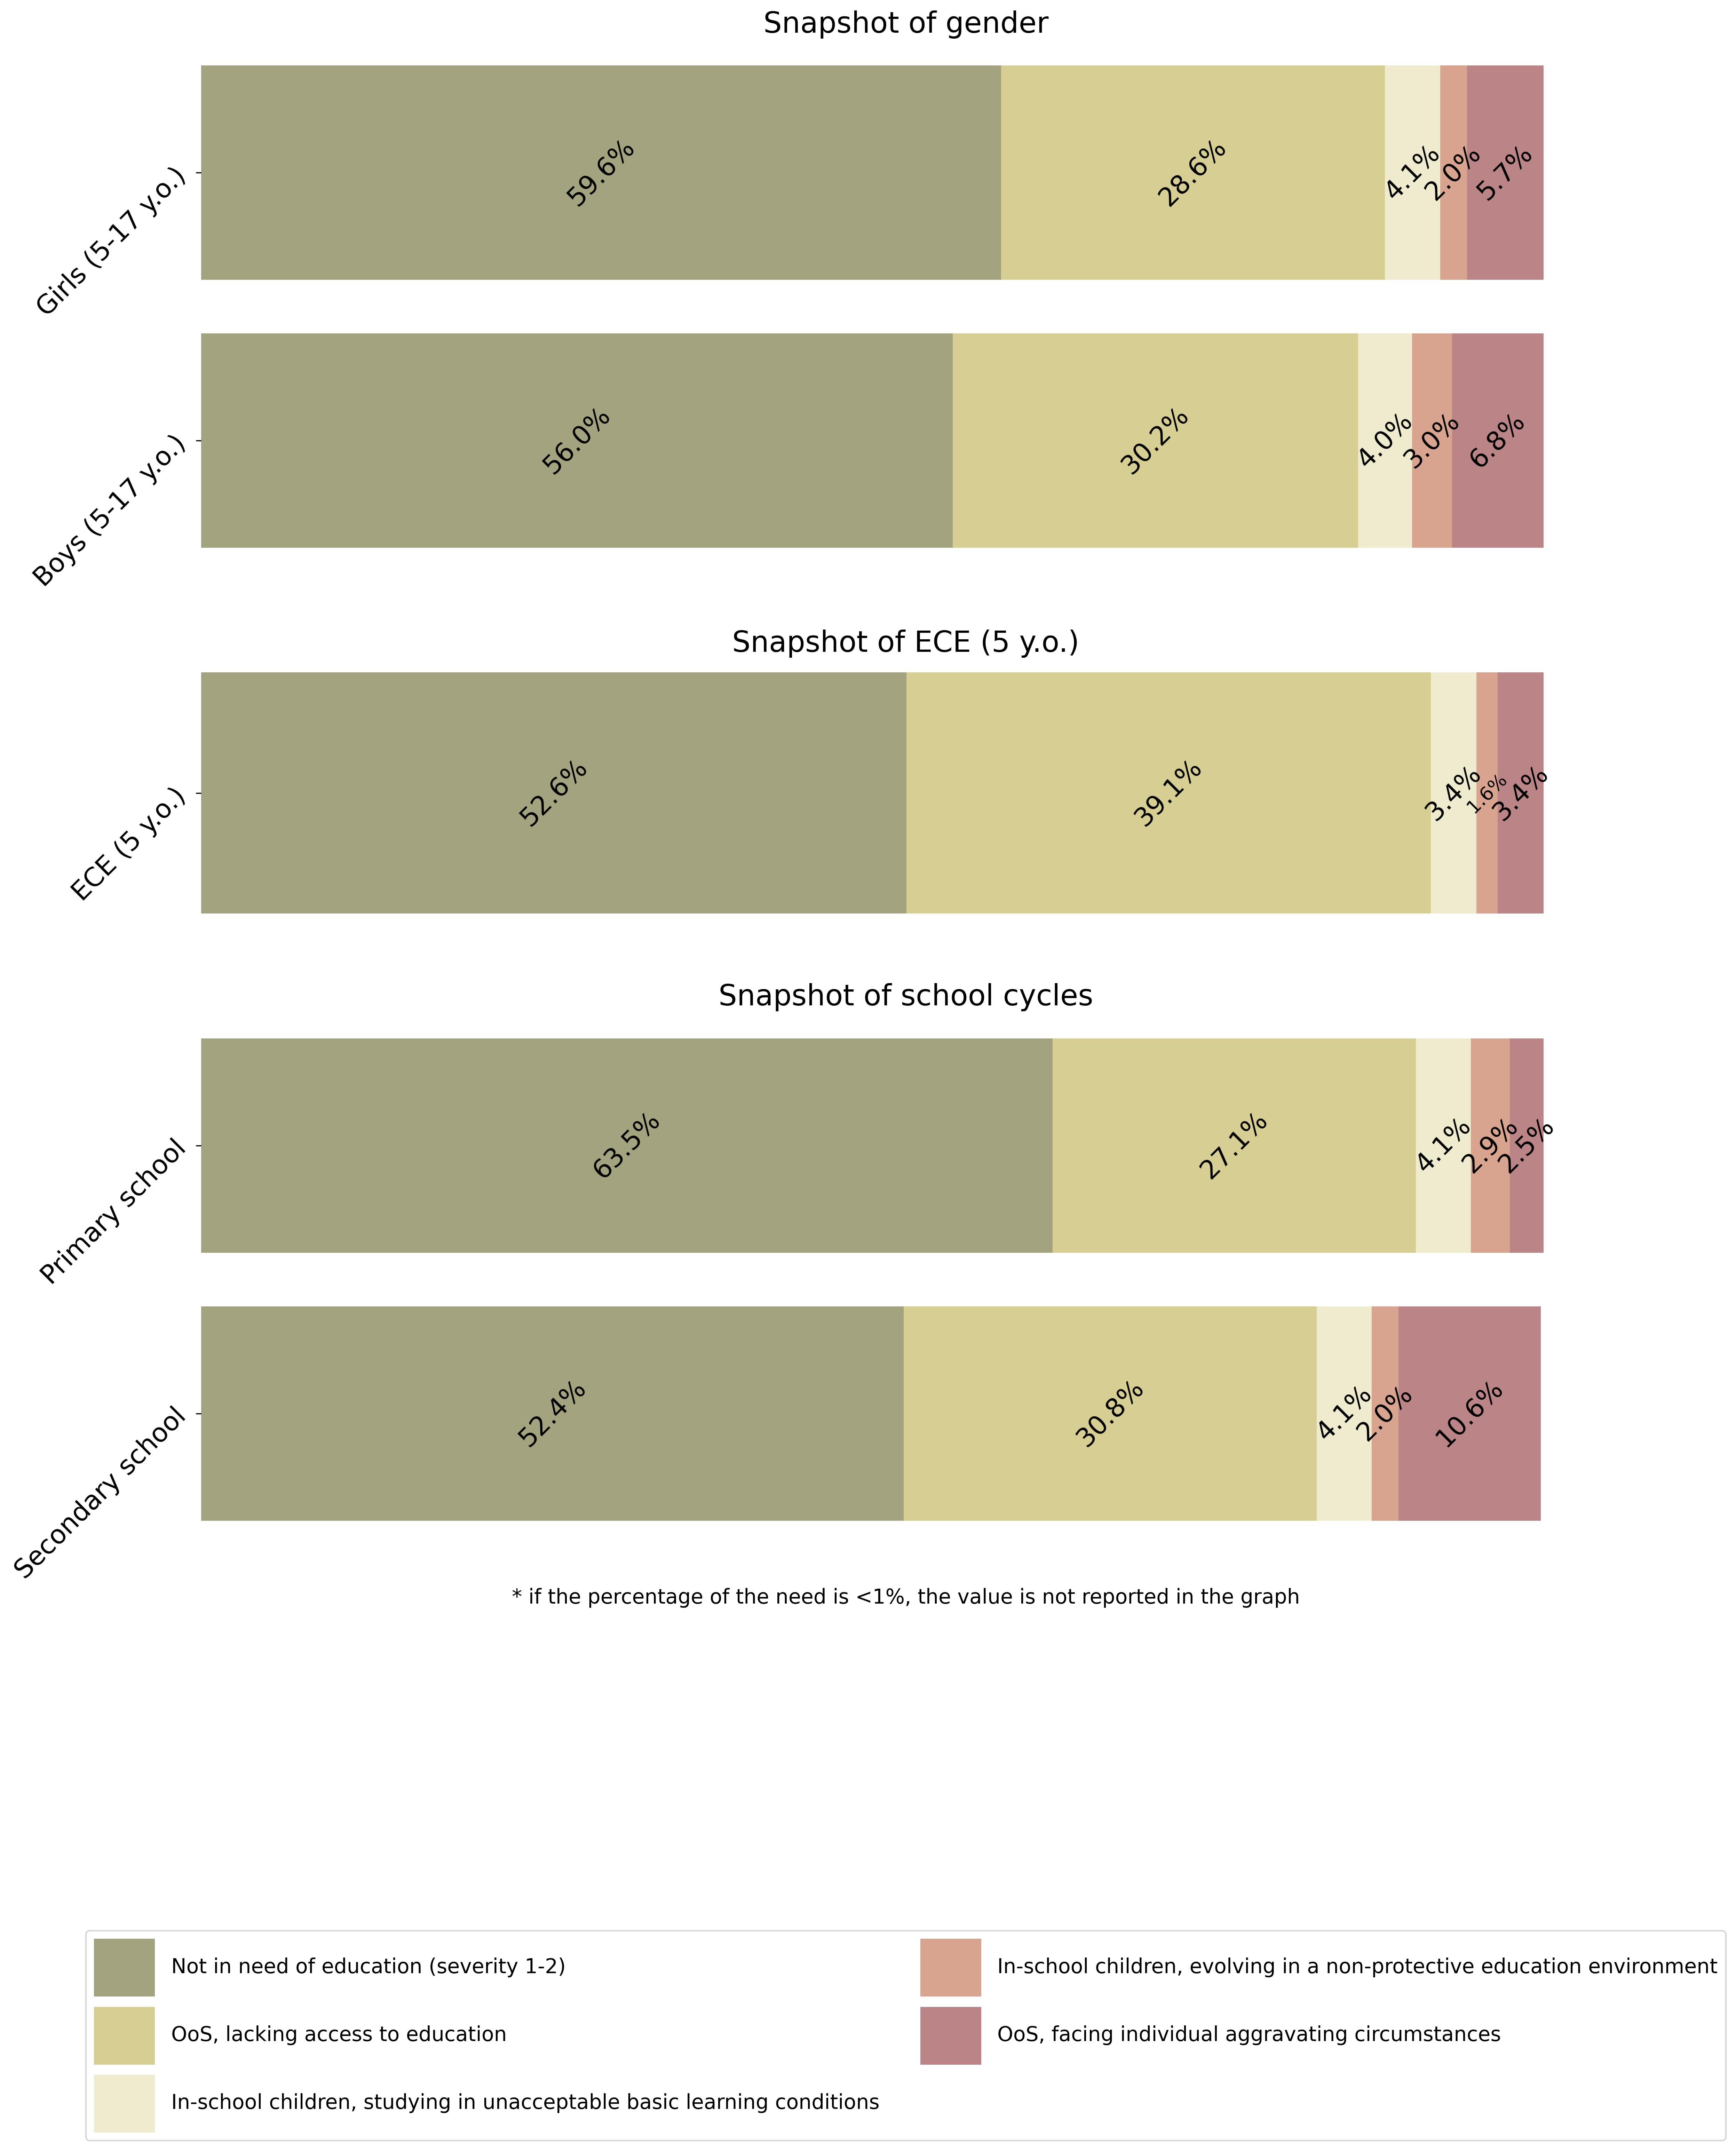 Snapshot of gender
Girls (5-17 y.o.)
59.6%
28.6%
4.1%
2.0%
5.7%
Boys (5-17 y.o.)
56.0%
30.2%
4.0%
3.0%
6.8%
Snapshot of ECE (5 y.o.)
ECE (5 y.o.)
52.6%
39.1%
3.4%
1.6%
3.4%
Snapshot of school cycles
Primary school
63.5%
27.1%
4.1%
2.9%
2.5%
Secondary school
52.4%
30.8%
4.1%
2.0%
10.6%
* if the percentage of the need is <1%, the value is not reported in the graph
Not in need of education (severity 1-2)
OoS, lacking access to education
In-school children, studying in unacceptable basic learning conditions
In-school children, evolving in a non-protective education environment
OoS, facing individual aggravating circumstances